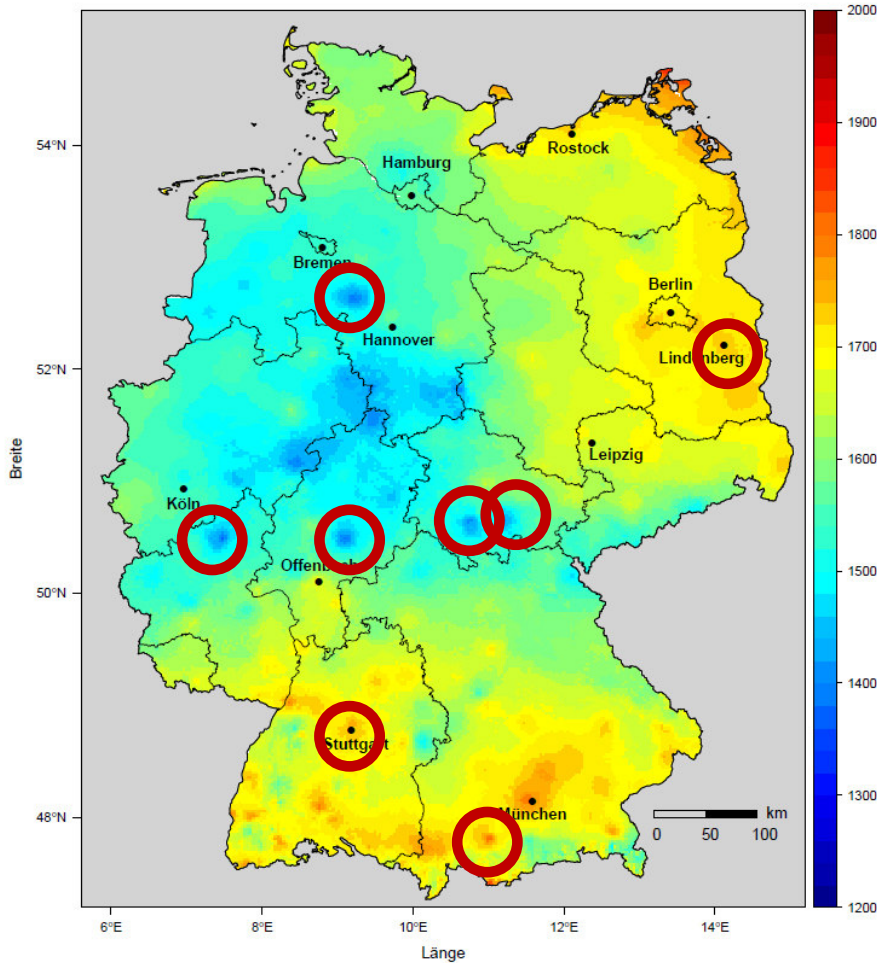 2000
1900
1800
1700
1600
1500
1400
1300
1200
54°N
52°N
50°N
48°N
Breite
6°E
8°E
10°E
12°E
14°E
Länge
Rostock
Hamburg
Bremen
Berlin
Hannover
Lindenberg
Leipzig
Köln
Offenbach
Stuttgart
München
km
0 50 100